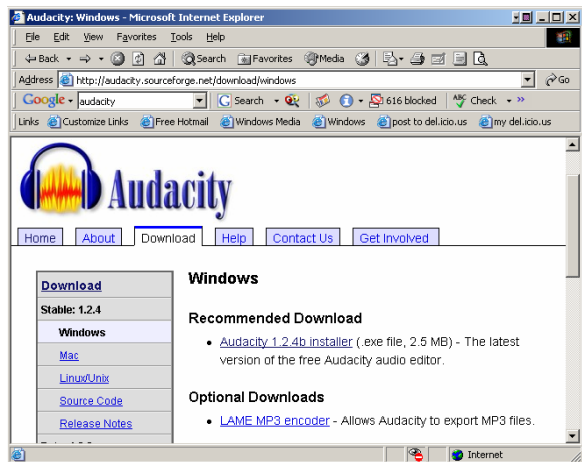 Audacity: Windows - Microsoft Internet Explorer
File Edit View Favorites Tools Help
Back Search Favorites Media
Address http://audacity.sourceforge.net/download/windows Go
Google audacity Search 616 blocked ABC Check »
Links Customize Links Free Hotmail Windows Media Windows post to del.icio.us my del.icio.us
Audacity
Home About Download Help Contact Us Get Involved
Download
Stable: 1.2.4
Windows
Mac
Linux/Unix
Source Code
Release Notes
Windows
Recommended Download
• Audacity 1.2.4b installer (.exe file, 2.5 MB) - The latest
version of the free Audacity audio editor.
Optional Downloads
• LAME MP3 encoder - Allows Audacity to export MP3 files.
Internet